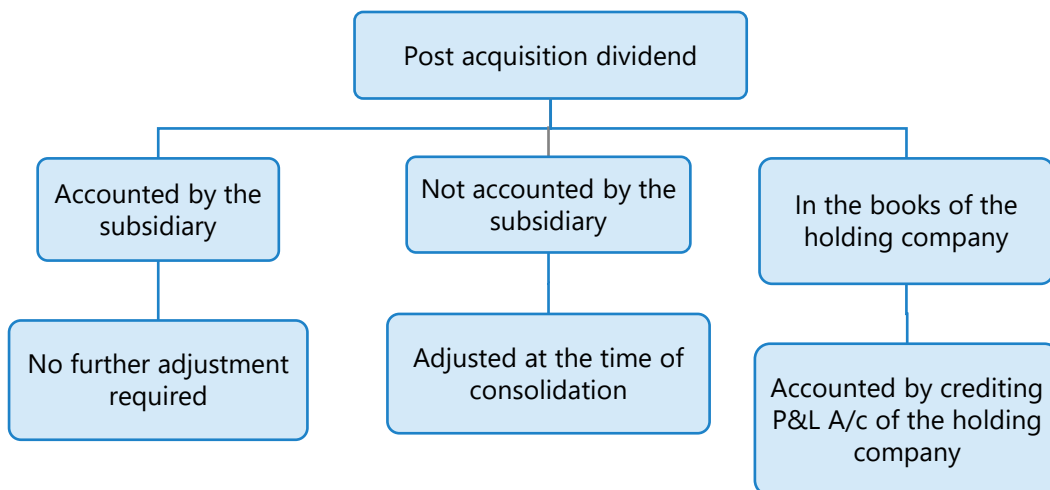 Post acquisition dividend
Accounted by the
subsidiary
Not accounted by the
subsidiary
In the books of the
holding company
No further adjustment
required
Adjusted at the time of
consolidation
Accounted by crediting
P&L A/c of the holding
company